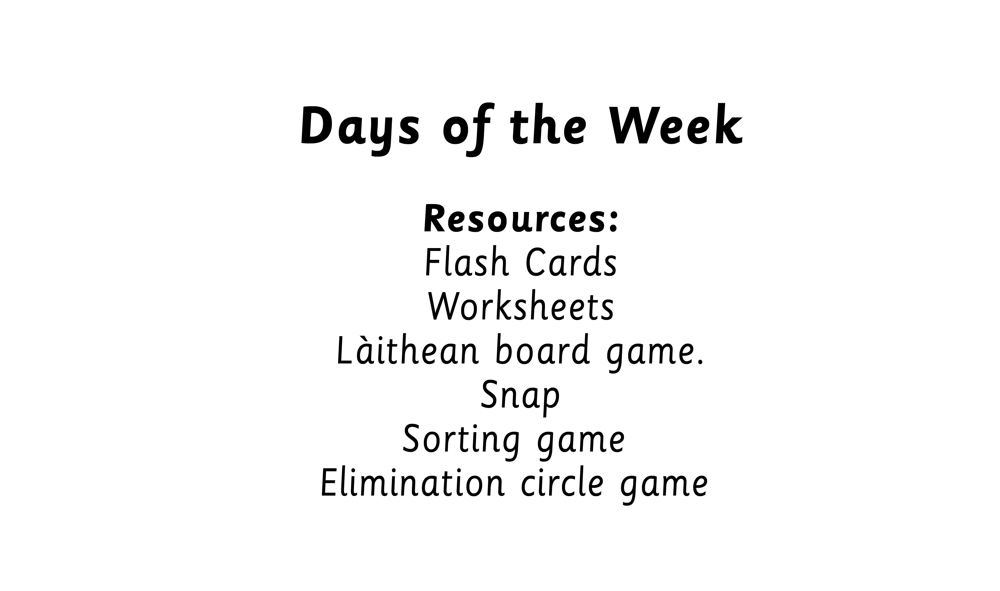 Days of the Week
Resources:
Flash Cards
Worksheets
Làithean board game.
Snap
Sorting game
Elimination circle game